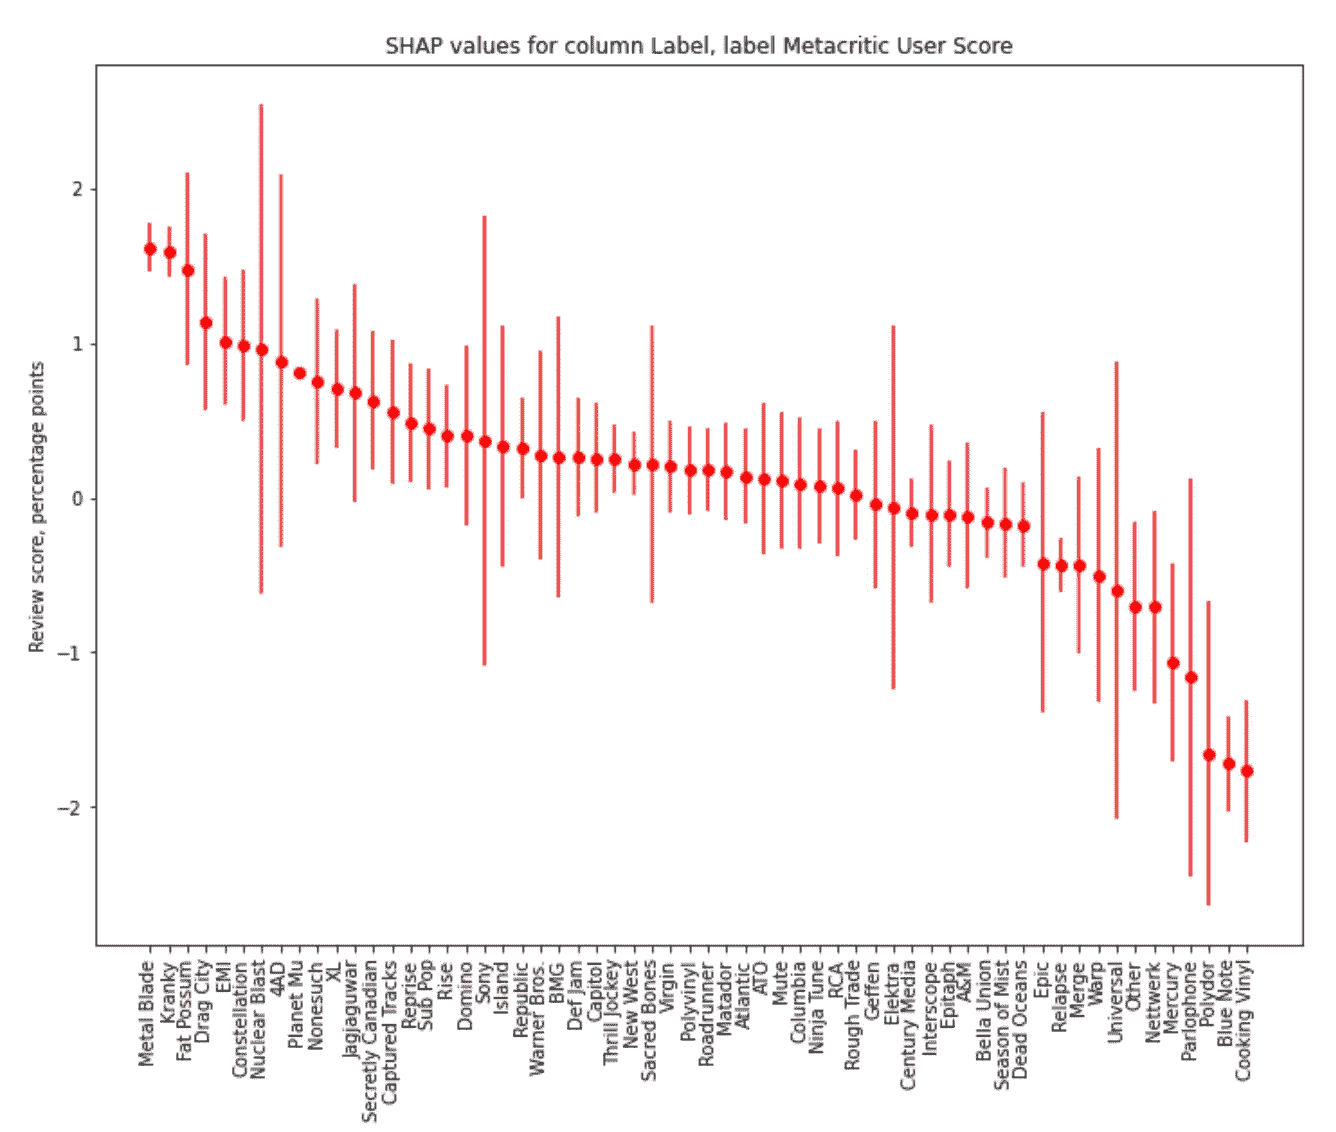 SHAP values for column Label, label Metacritic User Score
Review score, percentage points
2
1
0
−1
−2
Metal Blade
Kranky
Fat Possum
Drag City
EMI
Constellation
Nuclear Blast
4AD
Planet Mu
Nonesuch
XL
Jagjaguwar
Secretly Canadian
Captured Tracks
Reprise
Sub Pop
Rise
Domino
Sony
Island
Republic
Warner Bros.
BMG
Def Jam
Capitol
Thrill Jockey
New West
Sacred Bones
Virgin
Polyvinyl
Roadrunner
Matador
Atlantic
ATO
Mute
Columbia
Ninja Tune
RCA
Rough Trade
Geffen
Elektra
Century Media
Interscope
Epitaph
A&M
Bella Union
Season of Mist
Dead Oceans
Epic
Relapse
Merge
Warp
Universal
Other
Nettwerk
Mercury
Parlophone
Polydor
Blue Note
Cooking Vinyl